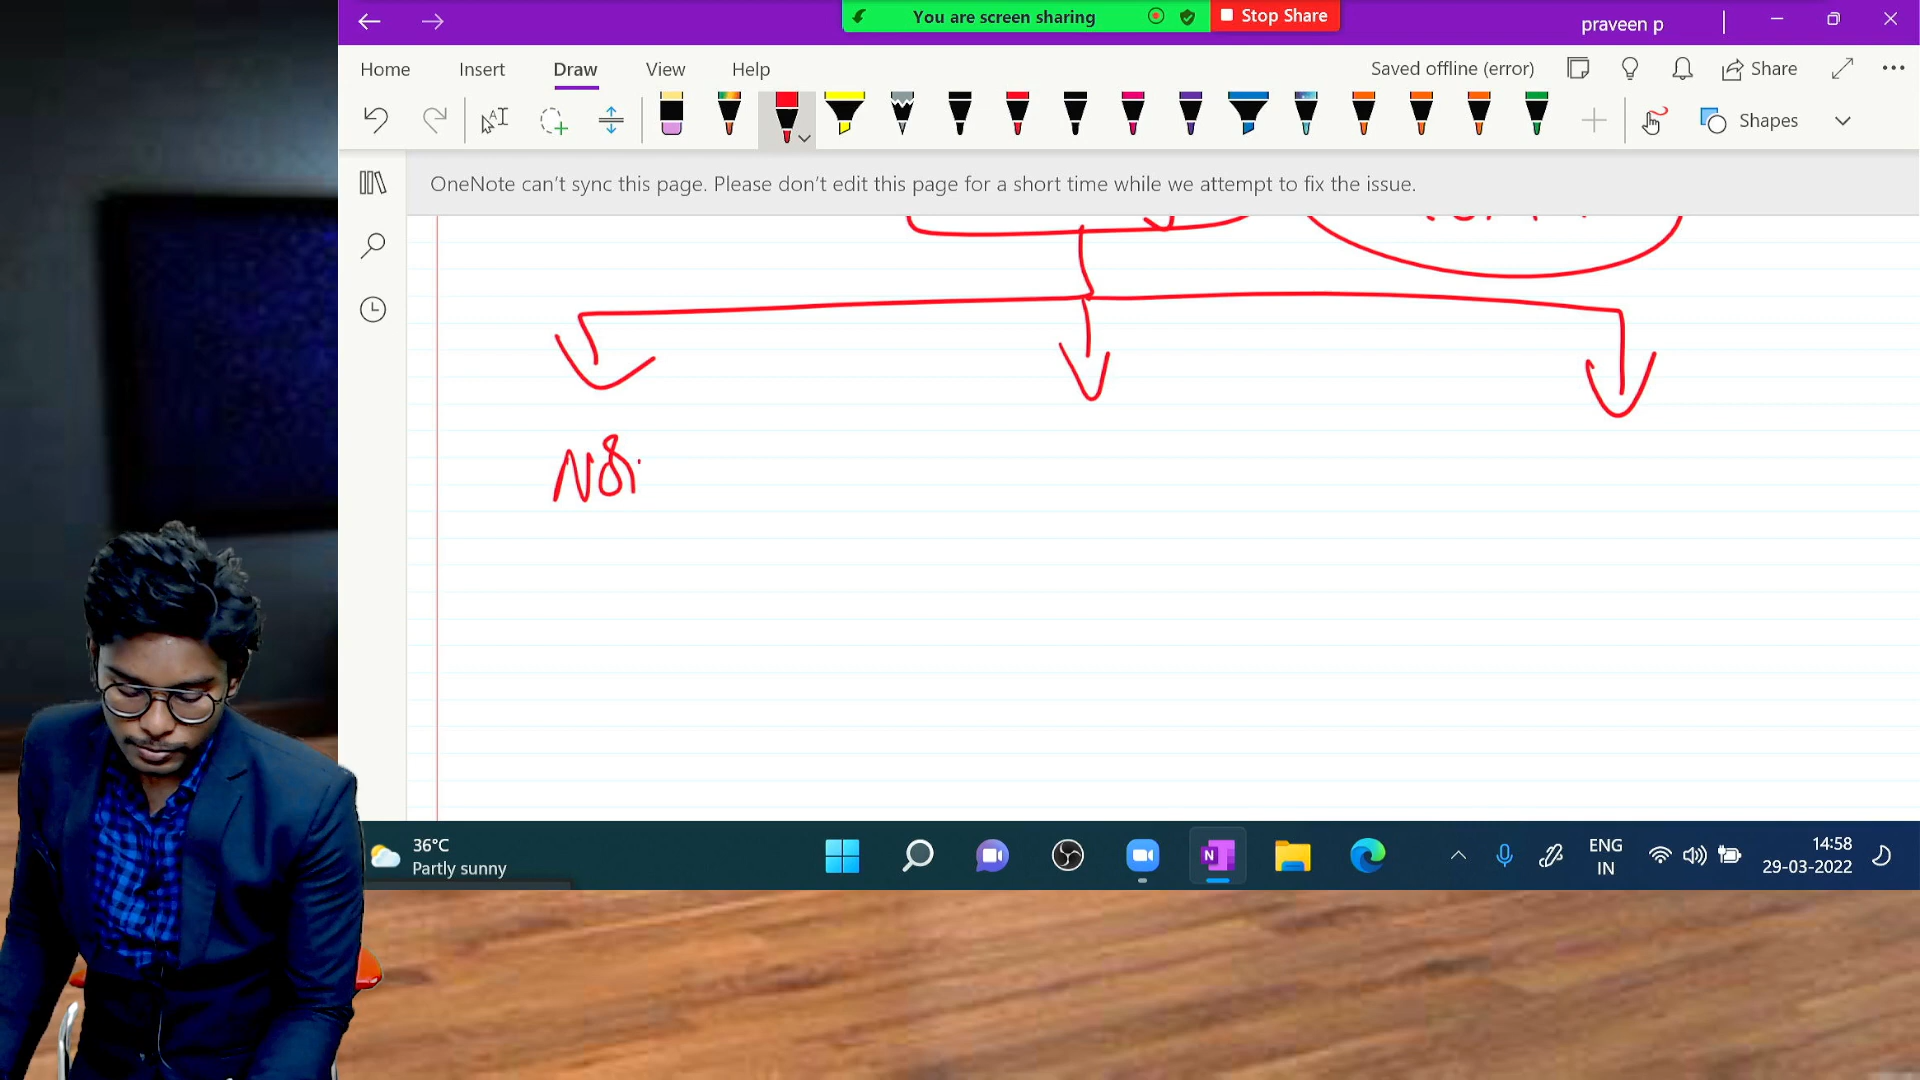 You are screen sharing Stop Share praveen p
Home Insert Draw View Help Saved offline (error) Share
Shapes
OneNote can't sync this page. Please don't edit this page for a short time while we attempt to fix the issue.
36°C
Partly sunny
ENG
IN
14:58
29-03-2022